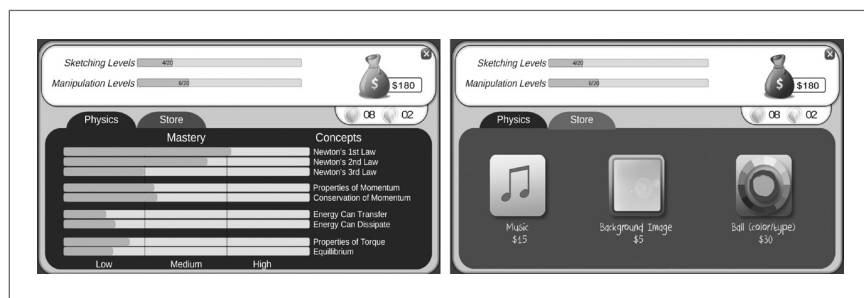 Sketching Levels 4/20
Manipulation Levels 6/20
$
$180
X
08 02
Physics Store
Mastery Concepts
Newton's 1st Law
Newton's 2nd Law
Newton's 3rd Law
Properties of Momentum
Conservation of Momentum
Energy Can Transfer
Energy Can Dissipate
Properties of Torque
Equillibrium
Low Medium High
Sketching Levels 4/20
Manipulation Levels 6/20
$
$180
X
08 02
Physics Store
Music
$15
Background Image
$5
Ball (color/type)
$30